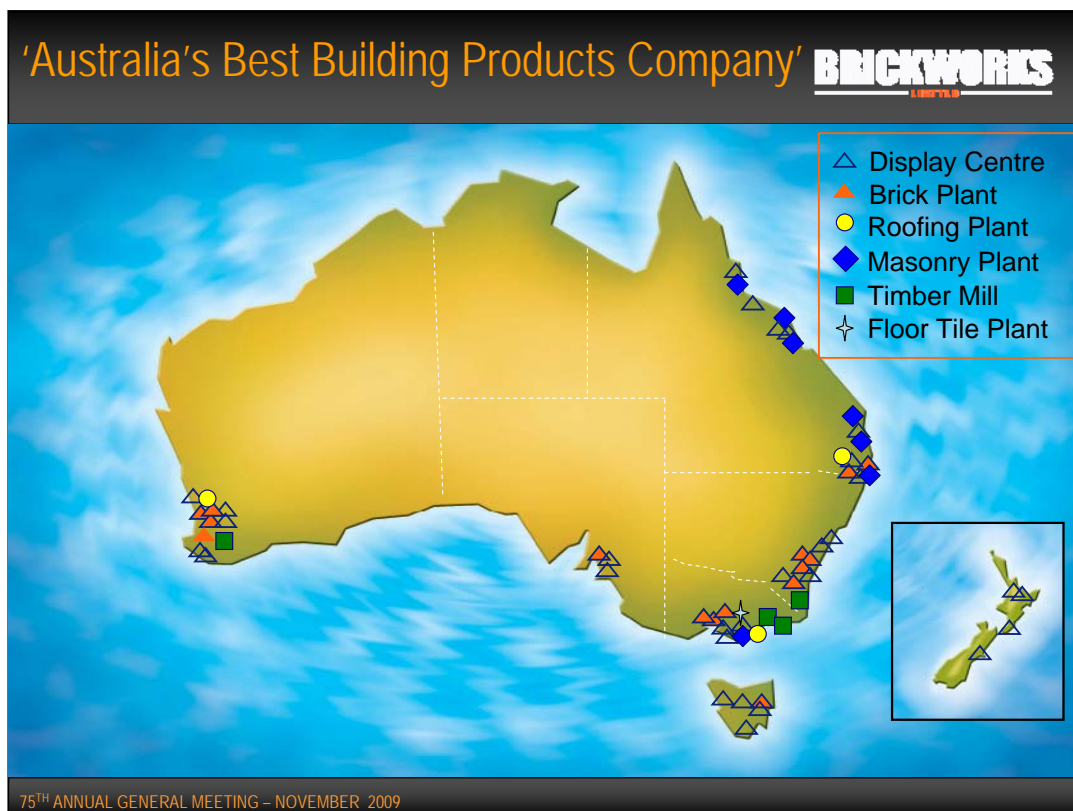 ‘Australia’s Best Building Products Company’
BRICKWORKS
LIMITED
Display Centre
Brick Plant
Roofing Plant
Masonry Plant
Timber Mill
Floor Tile Plant
75TH ANNUAL GENERAL MEETING – NOVEMBER 2009